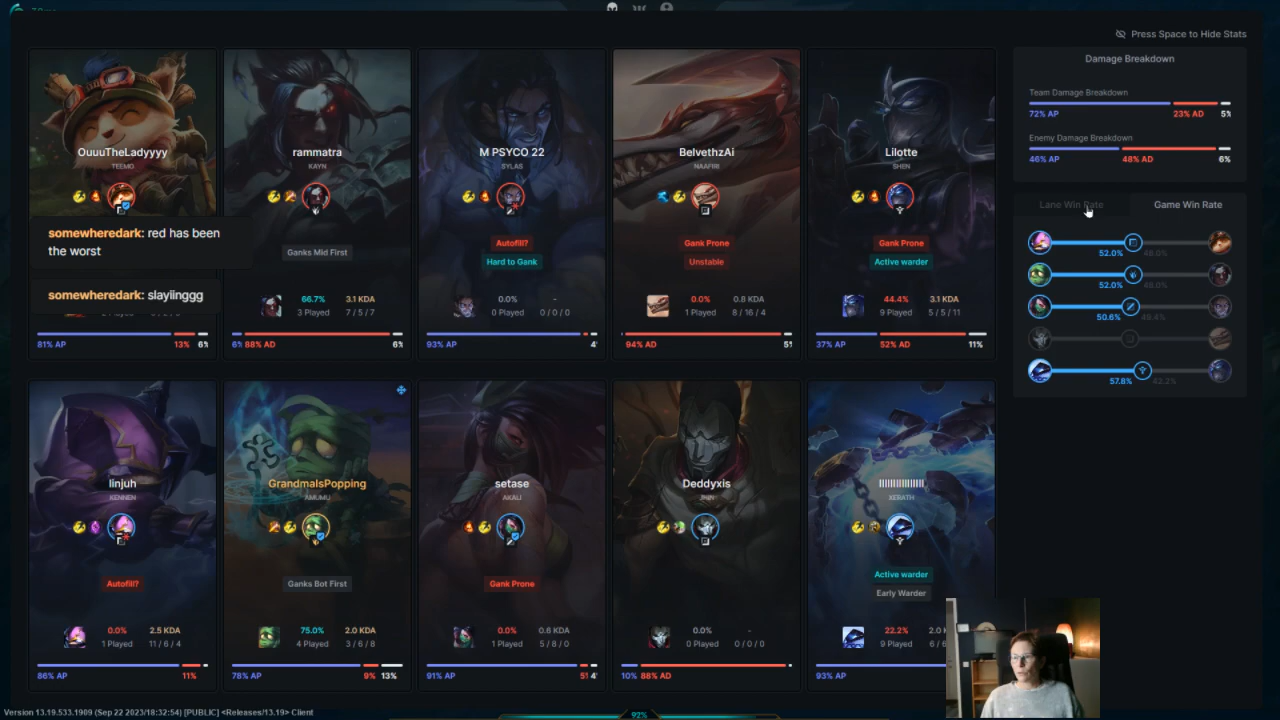 Press Space to Hide Stats
OuuuTheLadyyyy
TEEMO
81% AP
13%
6%
rammatra
KAYN
Ganks Mid First
66.7%
3.1 KDA
3 Played
7 / 5 / 7
6%
88% AD
6%
M PSYCO 22
SYLAS
Autofill?
Hard to Gank
0.0%
-
0 Played
0 / 0 / 0
93% AP
BelvethzAi
NAAFIRI
Gank Prone
Unstable
0.0%
0.8 KDA
1 Played
8 / 16 / 4
94% AD
Lilotte
SHEN
Gank Prone
Active warder
44.4%
3.1 KDA
9 Played
5 / 5 / 11
37% AP
52% AD
11%
somewheredark: red has been
the worst
somewheredark: slayiinggg
linjuh
KENNEN
Autofill?
0.0%
2.5 KDA
1 Played
11 / 6 / 4
86% AP
11%
GrandmaIsPopping
AMUMU
Ganks Bot First
75.0%
2.0 KDA
4 Played
3 / 6 / 8
78% AP
9%
13%
setase
AKALI
Gank Prone
0.0%
0.6 KDA
1 Played
5 / 8 / 0
91% AP
Deddyxis
JHIN
0.0%
-
0 Played
0 / 0 / 0
10%
88% AD
XERATH
Active warder
Early Warder
22.2%
9 Played
93% AP
Damage Breakdown
Team Damage Breakdown
72% AP
23% AD
5%
Enemy Damage Breakdown
46% AP
48% AD
6%
Lane Win Rate
Game Win Rate
52.0%
48.0%
52.0%
48.0%
50.6%
49.4%
57.8%
42.2%
Version 13.19.533.1909 (Sep 22 2023/18:32:54) [PUBLIC] <Releases/13.19> Client
92%